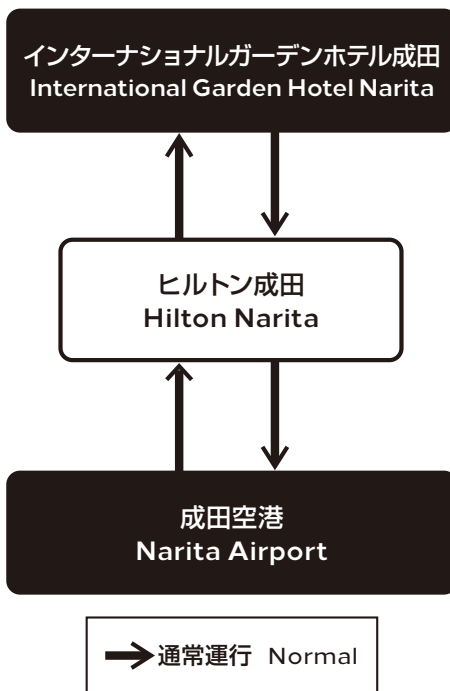 インターナショナルガーデンホテル成田
International Garden Hotel Narita
ヒルトン成田
Hilton Narita
成田空港
Narita Airport
通常運行 Normal